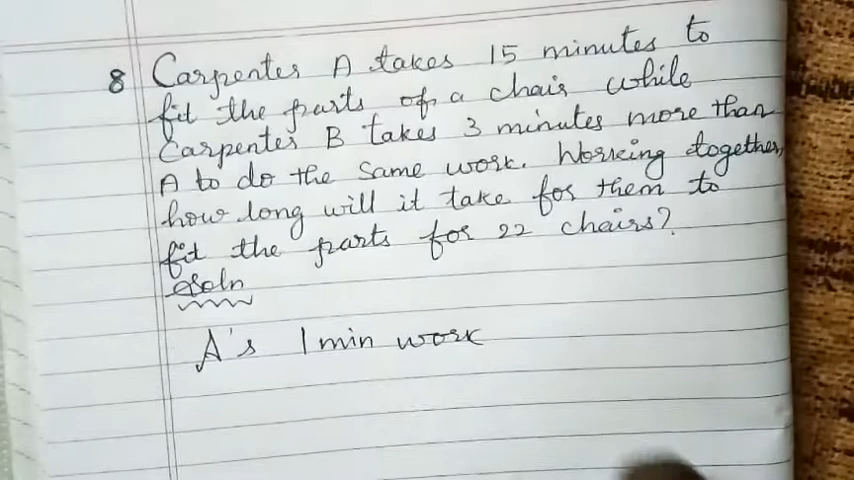 8 Carpenter A takes 15 minutes to
fit the parts of a chair while
Carpenter B takes 3 minutes more than
A to do the same work. Working together,
how long will it take for them to
fit the parts for 22 chairs?
Soln
A's 1 min work